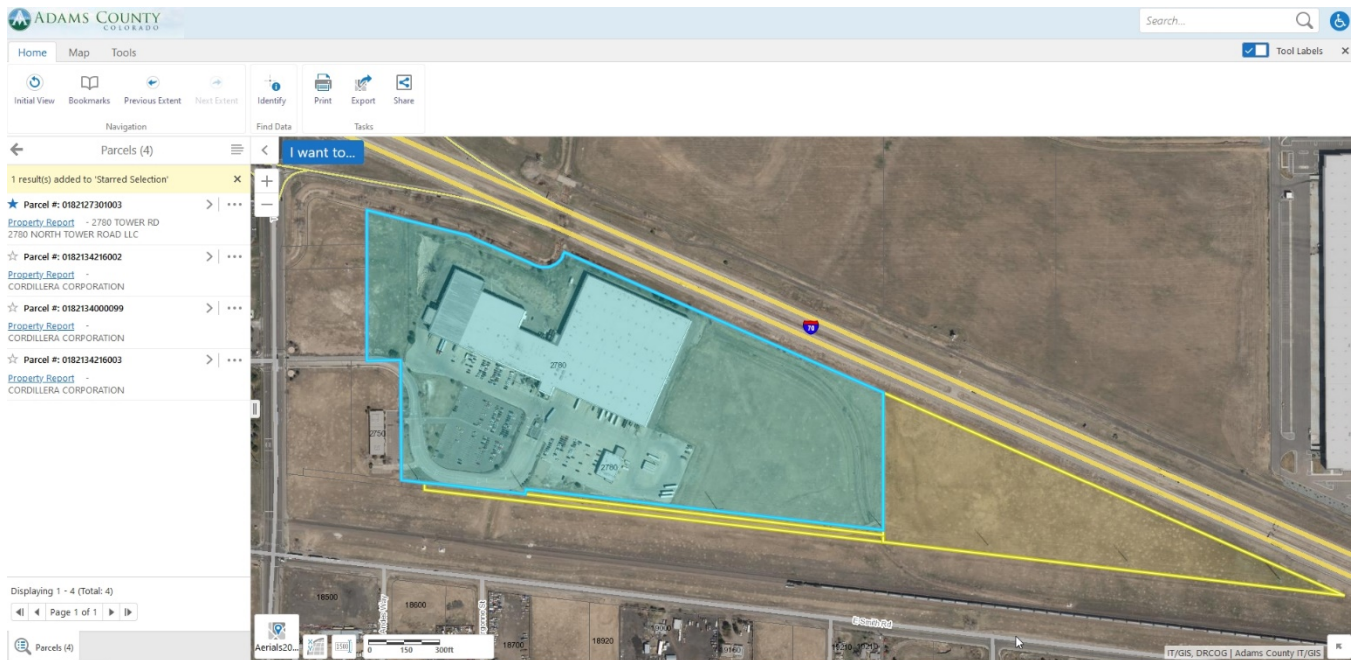 ADAMS COUNTY
COLORADO
Search...
Home Map Tools
Tool Labels
Initial View Bookmarks Previous Extent Next Extent
Identify
Print Export Share
Navigation
Find Data
Tasks
Parcels (4)
I want to...
1 result(s) added to 'Starred Selection'
Parcel #: 0182127301003
Property Report - 2780 TOWER RD
2780 NORTH TOWER ROAD LLC
Parcel #: 0182134216002
Property Report -
CORDILLERA CORPORATION
Parcel #: 0182134000099
Property Report -
CORDILLERA CORPORATION
Parcel #: 0182134216003
Property Report -
CORDILLERA CORPORATION
70
2780
2750
2780
Displaying 1 - 4 (Total: 4)
Page 1 of 1
Parcels (4)
18500
18600
18700
18920
E Smith Rd
Aerials20...
0 150 300ft
IT/GIS, DRCOG | Adams County IT/GIS